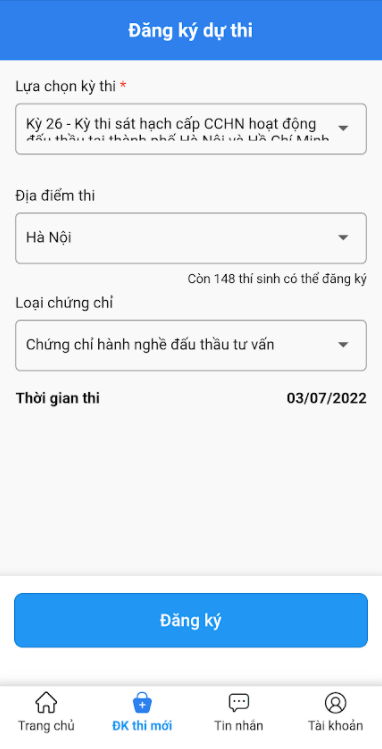 Đăng ký dự thi
Lựa chọn kỳ thi *
Kỳ 26 - Kỳ thi sát hạch cấp CCHN hoạt động
đấu thầu tại thành phố Hà Nội và Hồ Chí Minh
Địa điểm thi
Hà Nội
Còn 148 thí sinh có thể đăng ký
Loại chứng chỉ
Chứng chỉ hành nghề đấu thầu tư vấn
Thời gian thi 03/07/2022
Đăng ký
Trang chủ ĐK thi mới Tin nhắn Tài khoản